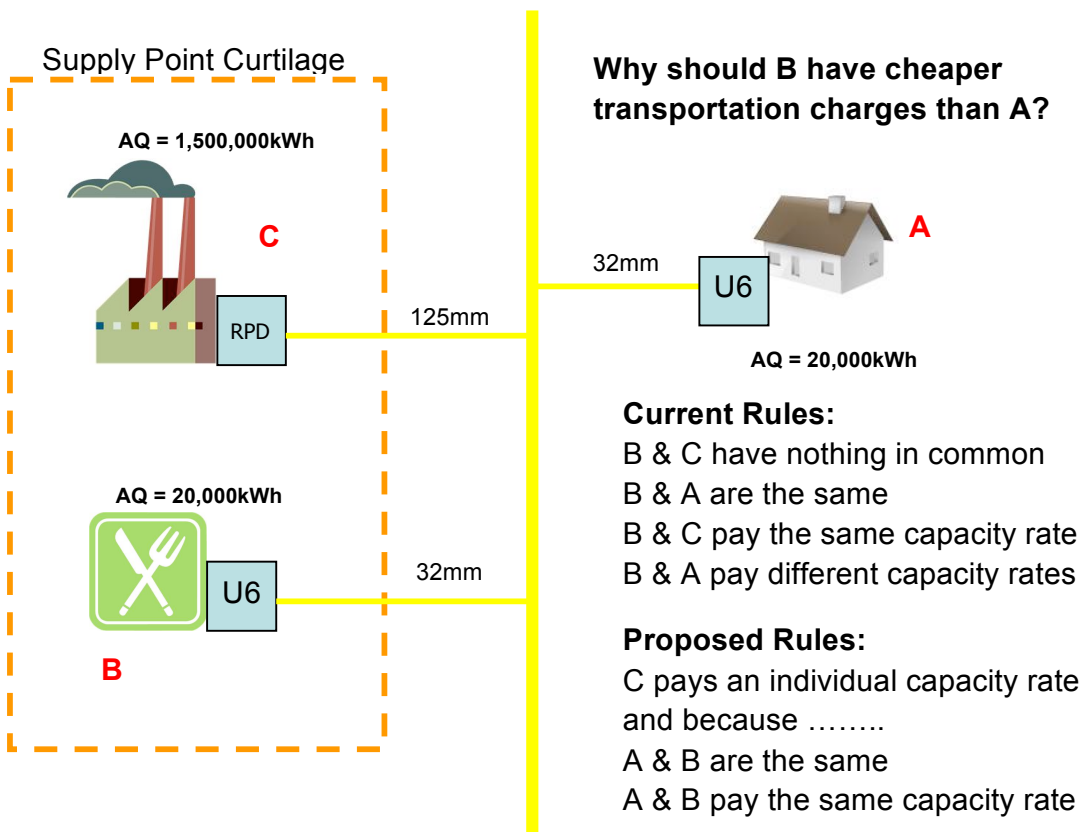 Supply Point Curtilage
AQ = 1,500,000kWh
C
RPD
125mm
AQ = 20,000kWh
U6
32mm
B
Why should B have cheaper
transportation charges than A?
A
32mm
U6
AQ = 20,000kWh
Current Rules:
B & C have nothing in common
B & A are the same
B & C pay the same capacity rate
B & A pay different capacity rates
Proposed Rules:
C pays an individual capacity rate
and because ........
A & B are the same
A & B pay the same capacity rate